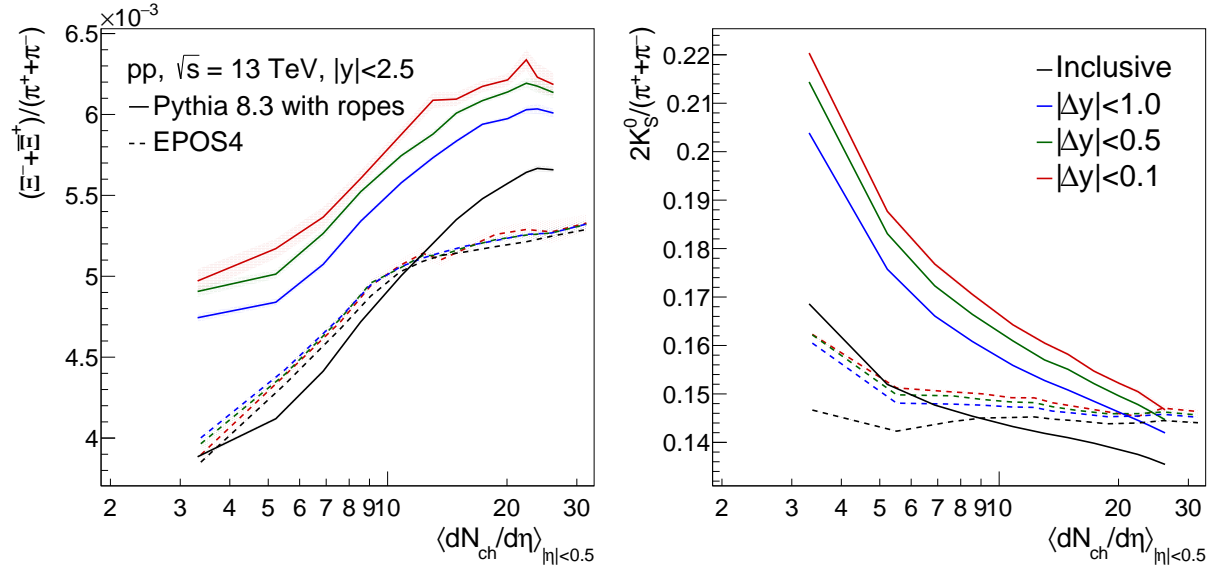 ×10⁻³
(Ξ⁻+Ξ̅⁺)/(π⁺+π⁻)
6.5
6
5.5
5
4.5
4
pp, √s = 13 TeV, |y|<2.5
Pythia 8.3 with ropes
EPOS4
2 3 4 5 6 7 8 9 10 20 30
⟨dN_ch/dη⟩_|η|<0.5
2K_S⁰/(π⁺+π⁻)
0.22
0.21
0.2
0.19
0.18
0.17
0.16
0.15
0.14
Inclusive
|Δy|<1.0
|Δy|<0.5
|Δy|<0.1
2 3 4 5 6 7 8 9 10 20 30
⟨dN_ch/dη⟩_|η|<0.5